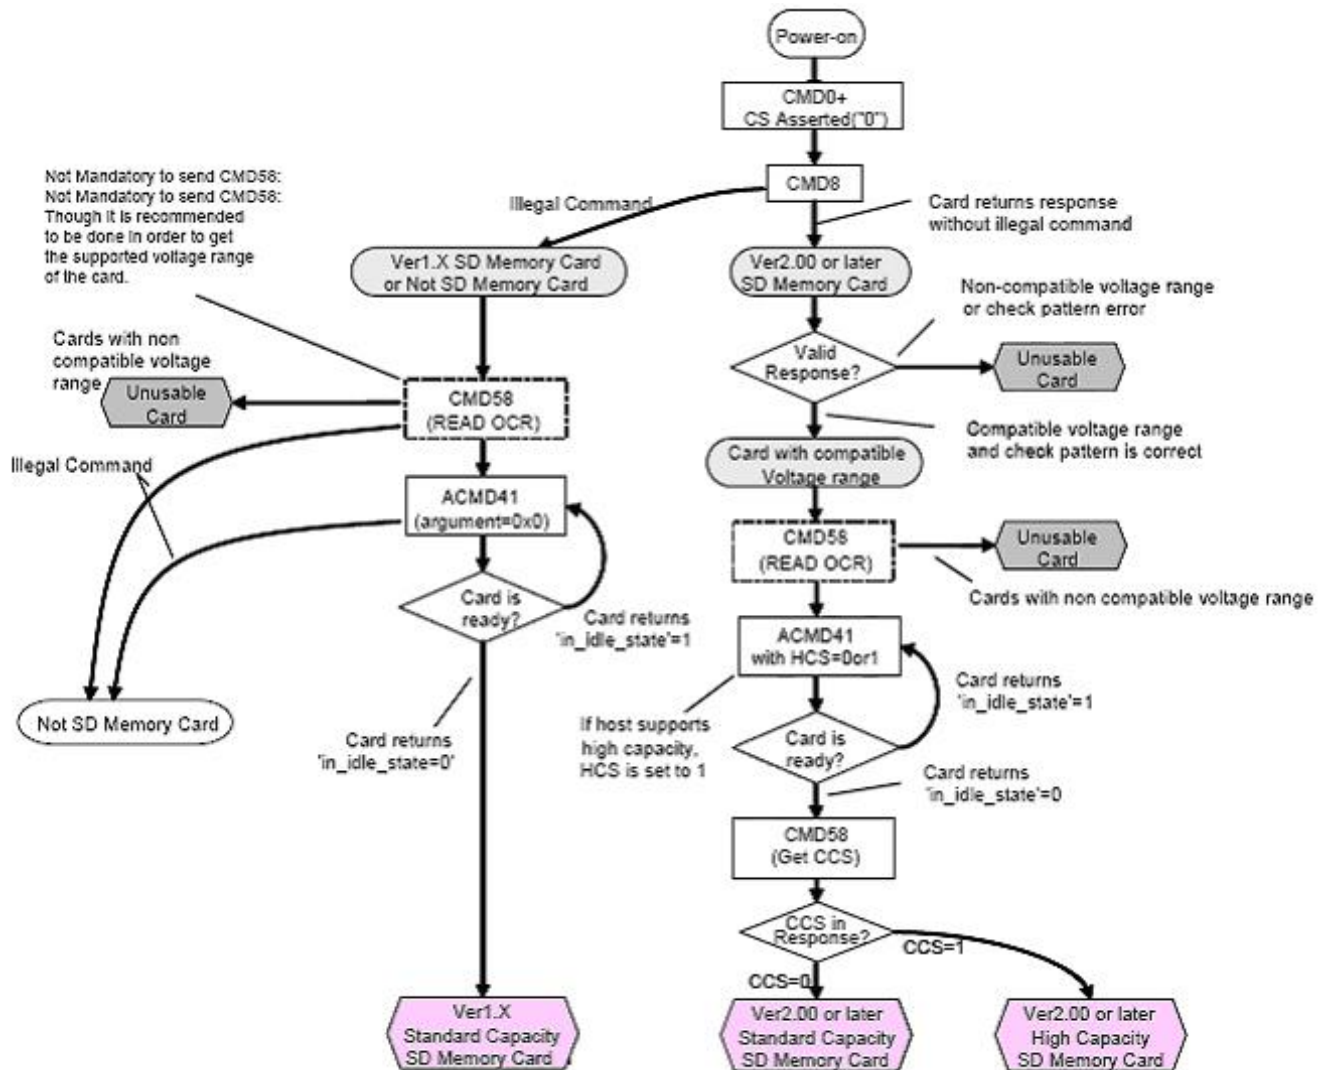 Power-on
CMD0+
CS Asserted("0")
CMD8
Illegal Command
Card returns response
without illegal command
Not Mandatory to send CMD58:
Not Mandatory to send CMD58:
Though it is recommended
to be done in order to get
the supported voltage range
of the card.
Ver1.X SD Memory Card
or Not SD Memory Card
Ver2.00 or later
SD Memory Card
Non-compatible voltage range
or check pattern error
Valid
Response?
Unusable
Card
Cards with non
compatible voltage
range
Unusable
Card
CMD58
(READ OCR)
Compatible voltage range
and check pattern is correct
Card with compatible
Voltage range
Illegal Command
ACMD41
(argument=0x0)
CMD58
(READ OCR)
Unusable
Card
Cards with non compatible voltage range
Card is
ready?
Card returns
'in_idle_state'=1
ACMD41
with HCS=0or1
Card returns
'in_idle_state'=1
If host supports
high capacity,
HCS is set to 1
Card is
ready?
Not SD Memory Card
Card returns
'in_idle_state=0'
Card returns
'in_idle_state'=0
CMD58
(Get CCS)
CCS in
Response?
CCS=1
CCS=0
Ver1.X
Standard Capacity
SD Memory Card
Ver2.00 or later
Standard Capacity
SD Memory Card
Ver2.00 or later
High Capacity
SD Memory Card